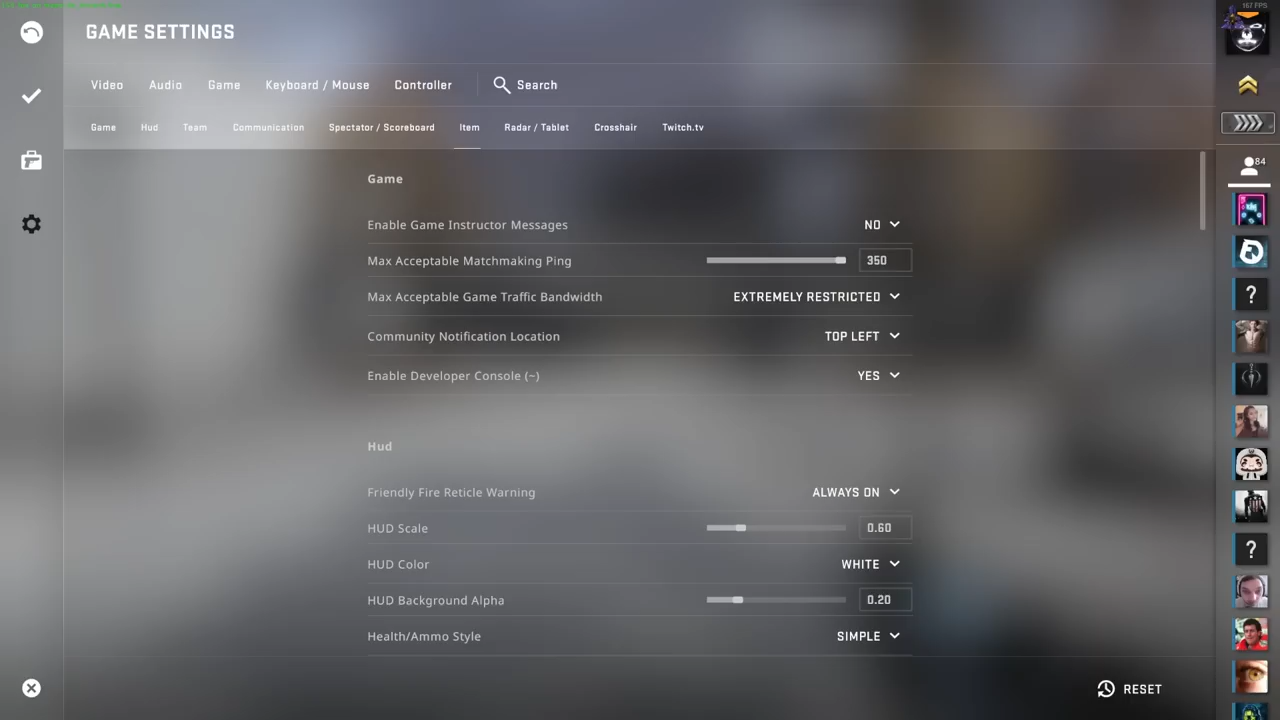 167 FPS
GAME SETTINGS
Video Audio Game Keyboard / Mouse Controller Search
Game Hud Team Communication Spectator / Scoreboard Item Radar / Tablet Crosshair Twitch.tv
84
Game
Enable Game Instructor Messages NO
Max Acceptable Matchmaking Ping 350
Max Acceptable Game Traffic Bandwidth EXTREMELY RESTRICTED
Community Notification Location TOP LEFT
Enable Developer Console (~) YES
Hud
Friendly Fire Reticle Warning ALWAYS ON
HUD Scale 0.60
HUD Color WHITE
HUD Background Alpha 0.20
Health/Ammo Style SIMPLE
RESET